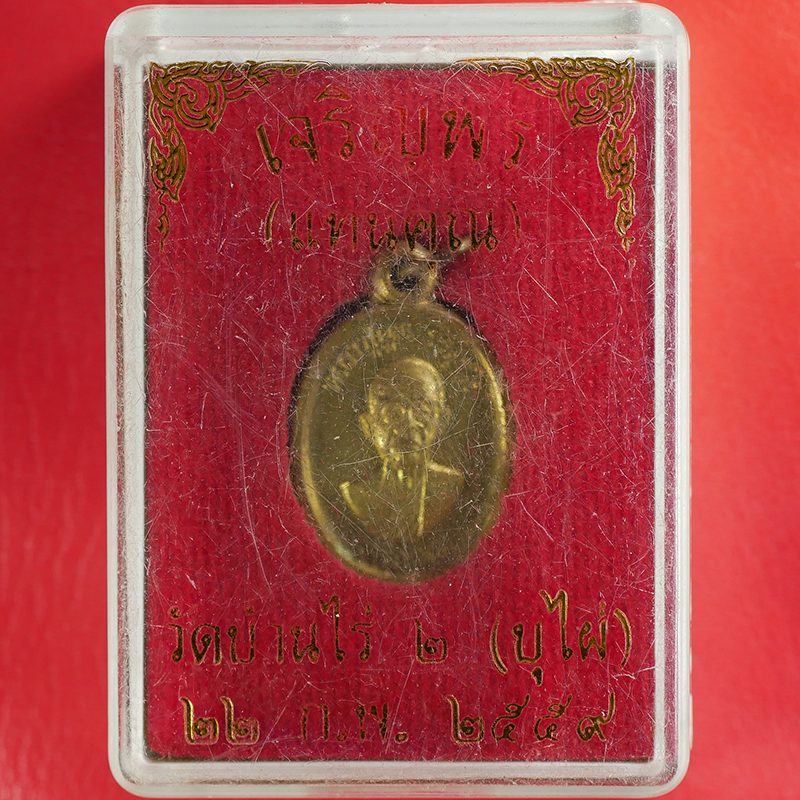 เจริญพร
(แทนคุณ)
วัดบ้านไร่ ๒ (บุไผ่)
๒๒ ก.พ. ๒๕๕๙